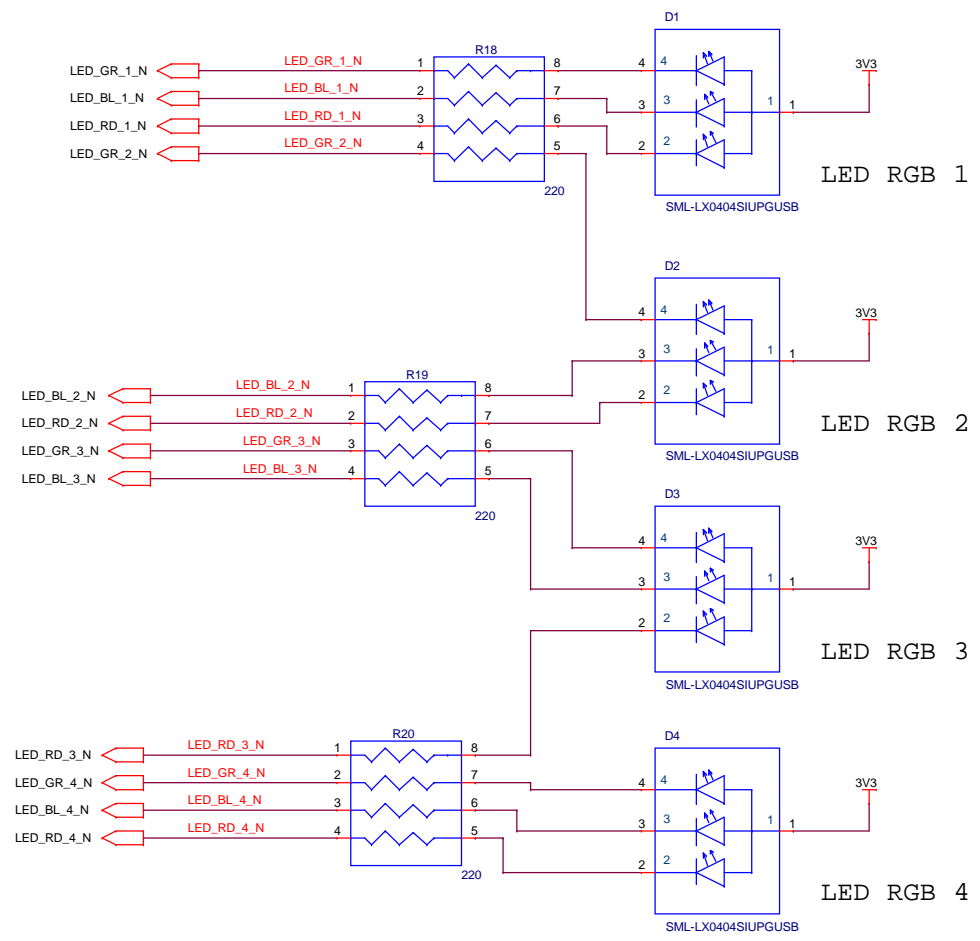 D1
R18
LED_GR_1_N LED_GR_1_N 1 8 4 4 3V3
LED_BL_1_N LED_BL_1_N 2 7 3 3 1 1
LED_RD_1_N LED_RD_1_N 3 6 2 2
LED_GR_2_N LED_GR_2_N 4 5
220
LED RGB 1
SML-LX0404SIUPGUSB
D2
4 4 3V3
3 3 1 1
R19
LED_BL_2_N LED_BL_2_N 1 8 2 2
LED_RD_2_N LED_RD_2_N 2 7
LED RGB 2
LED_GR_3_N LED_GR_3_N 3 6
SML-LX0404SIUPGUSB
LED_BL_3_N LED_BL_3_N 4 5
220
D3
4 4 3V3
3 3 1 1
2 2
LED RGB 3
SML-LX0404SIUPGUSB
R20
D4
LED_RD_3_N LED_RD_3_N 1 8
LED_GR_4_N LED_GR_4_N 2 7 4 4 3V3
LED_BL_4_N LED_BL_4_N 3 6 3 3 1 1
LED_RD_4_N LED_RD_4_N 4 5
2 2
220
LED RGB 4
SML-LX0404SIUPGUSB